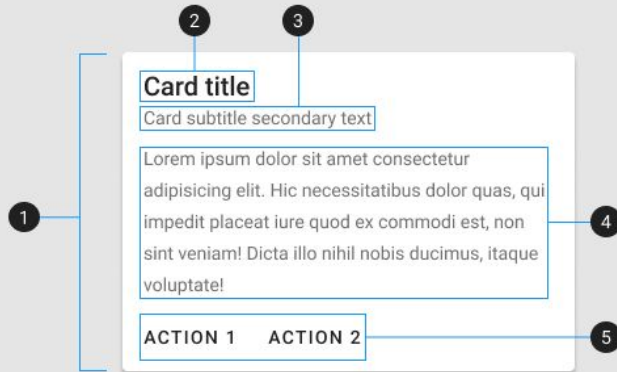 2
3
Card title
Card subtitle secondary text
Lorem ipsum dolor sit amet consectetur
adipisicing elit. Hic necessitatibus dolor quas, qui
1
impedit placeat iure quod ex commodi est, non
4
sint veniam! Dicta illo nihil nobis ducimus, itaque
voluptate!
ACTION 1 ACTION 2
5